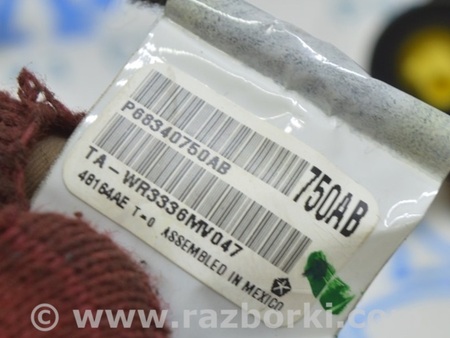 P68340750AB
750AB
TA-WR3336MV047
48164AE T-0 ASSEMBLED IN MEXICO
© www.razborki.com